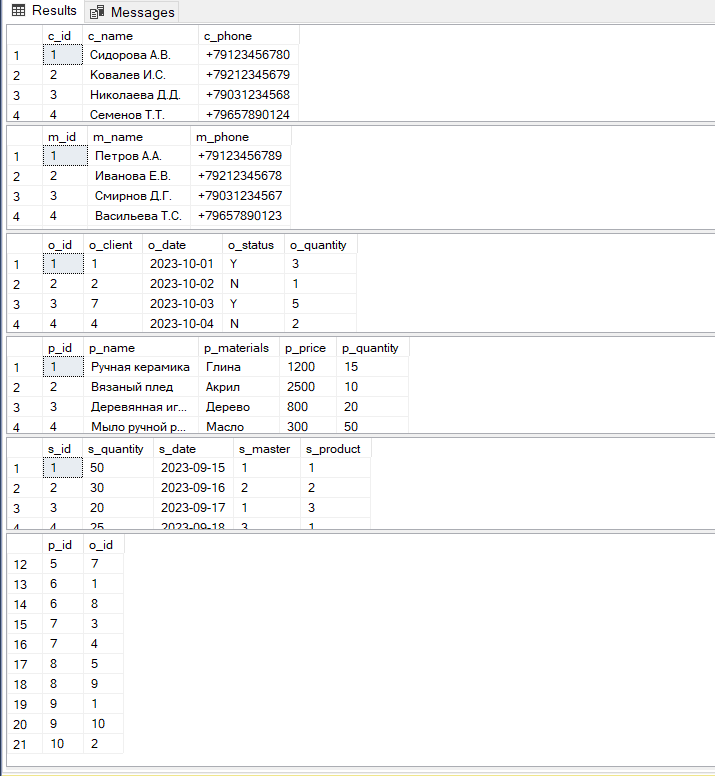 Results Messages
c_id c_name c_phone
1 1 Сидорова А.В. +79123456780
2 2 Ковалев И.С. +79212345679
3 3 Николаева Д.Д. +79031234568
4 4 Семенов Т.Т. +79657890124
m_id m_name m_phone
1 1 Петров А.А. +79123456789
2 2 Иванова Е.В. +79212345678
3 3 Смирнов Д.Г. +79031234567
4 4 Васильева Т.С. +79657890123
o_id o_client o_date o_status o_quantity
1 1 1 2023-10-01 Y 3
2 2 2 2023-10-02 N 1
3 3 7 2023-10-03 Y 5
4 4 4 2023-10-04 N 2
p_id p_name p_materials p_price p_quantity
1 1 Ручная керамика Глина 1200 15
2 2 Вязаный плед Акрил 2500 10
3 3 Деревянная иг... Дерево 800 20
4 4 Мыло ручной р... Масло 300 50
s_id s_quantity s_date s_master s_product
1 1 50 2023-09-15 1 1
2 2 30 2023-09-16 2 2
3 3 20 2023-09-17 1 3
4 4 25 2023-09-18 3 1
p_id o_id
12 5 7
13 6 1
14 6 8
15 7 3
16 7 4
17 8 5
18 8 9
19 9 1
20 9 10
21 10 2